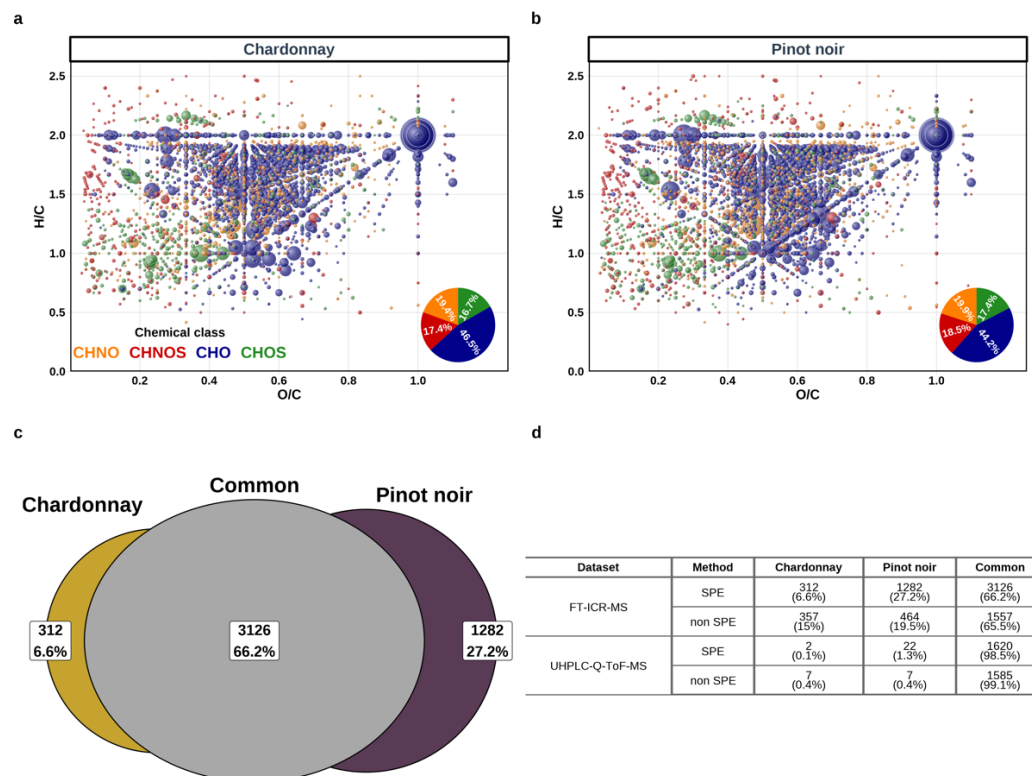 a
Chardonnay
2.5
2.0
H/C
1.5
1.0
0.5
0.0
0.2
0.4
0.6
0.8
1.0
O/C
Chemical class
CHNO CHNOS CHO CHOS
19.4%
16.7%
17.4%
46.5%
b
Pinot noir
2.5
2.0
H/C
1.5
1.0
0.5
0.0
0.2
0.4
0.6
0.8
1.0
O/C
19.9%
17.4%
18.5%
44.2%
c
Chardonnay
Common
Pinot noir
312
6.6%
3126
66.2%
1282
27.2%
d
Dataset Method Chardonnay Pinot noir Common
FT-ICR-MS
SPE 312 1282 3126
(6.6%) (27.2%) (66.2%)
non SPE 357 464 1557
(15%) (19.5%) (65.5%)
UHPLC-Q-ToF-MS
SPE 2 22 1620
(0.1%) (1.3%) (98.5%)
non SPE 7 7 1585
(0.4%) (0.4%) (99.1%)